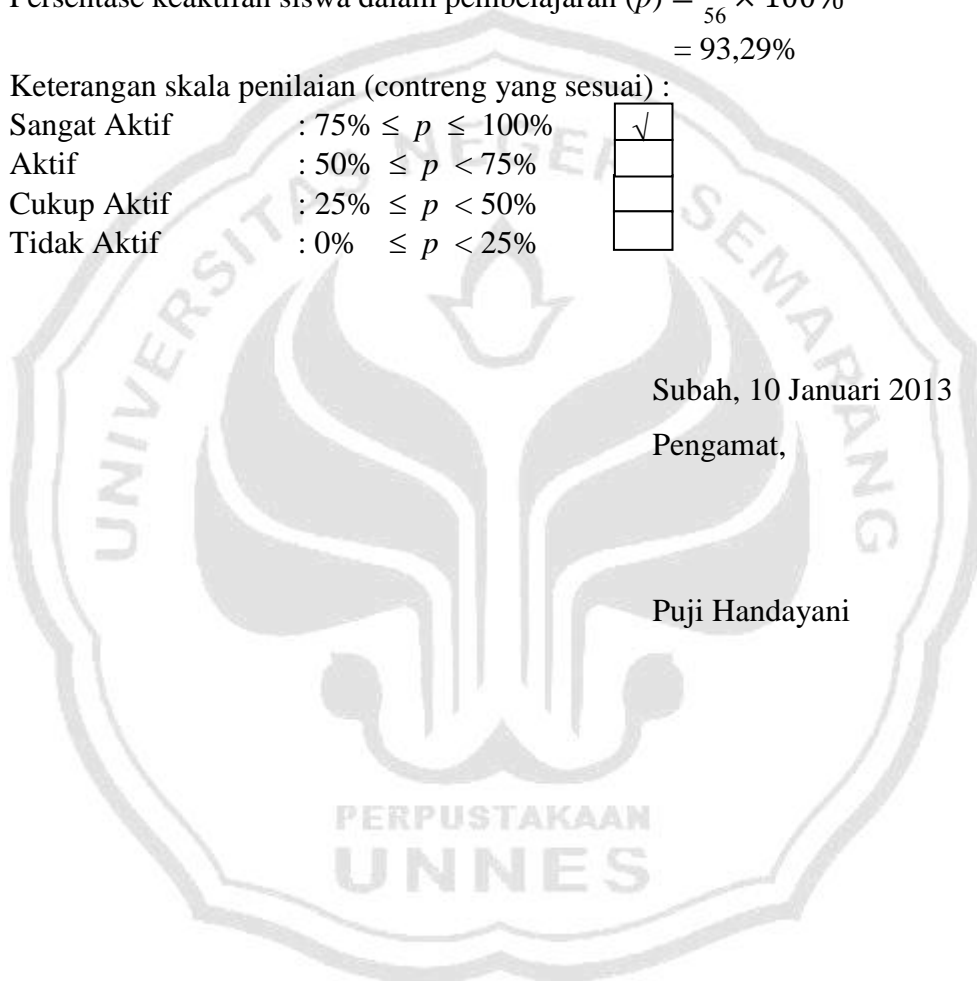 Persentase keaktifan siswa dalam pembelajaran (p) = 56 × 100%
= 93,29%
Keterangan skala penilaian (contreng yang sesuai) :
Sangat Aktif : 75% ≤ p ≤ 100% √
Aktif : 50% ≤ p < 75%
Cukup Aktif : 25% ≤ p < 50%
Tidak Aktif : 0% ≤ p < 25%
Subah, 10 Januari 2013
Pengamat,
Puji Handayani
UNIVERSITAS NEGERI SEMARANG
PERPUSTAKAAN
UNNES